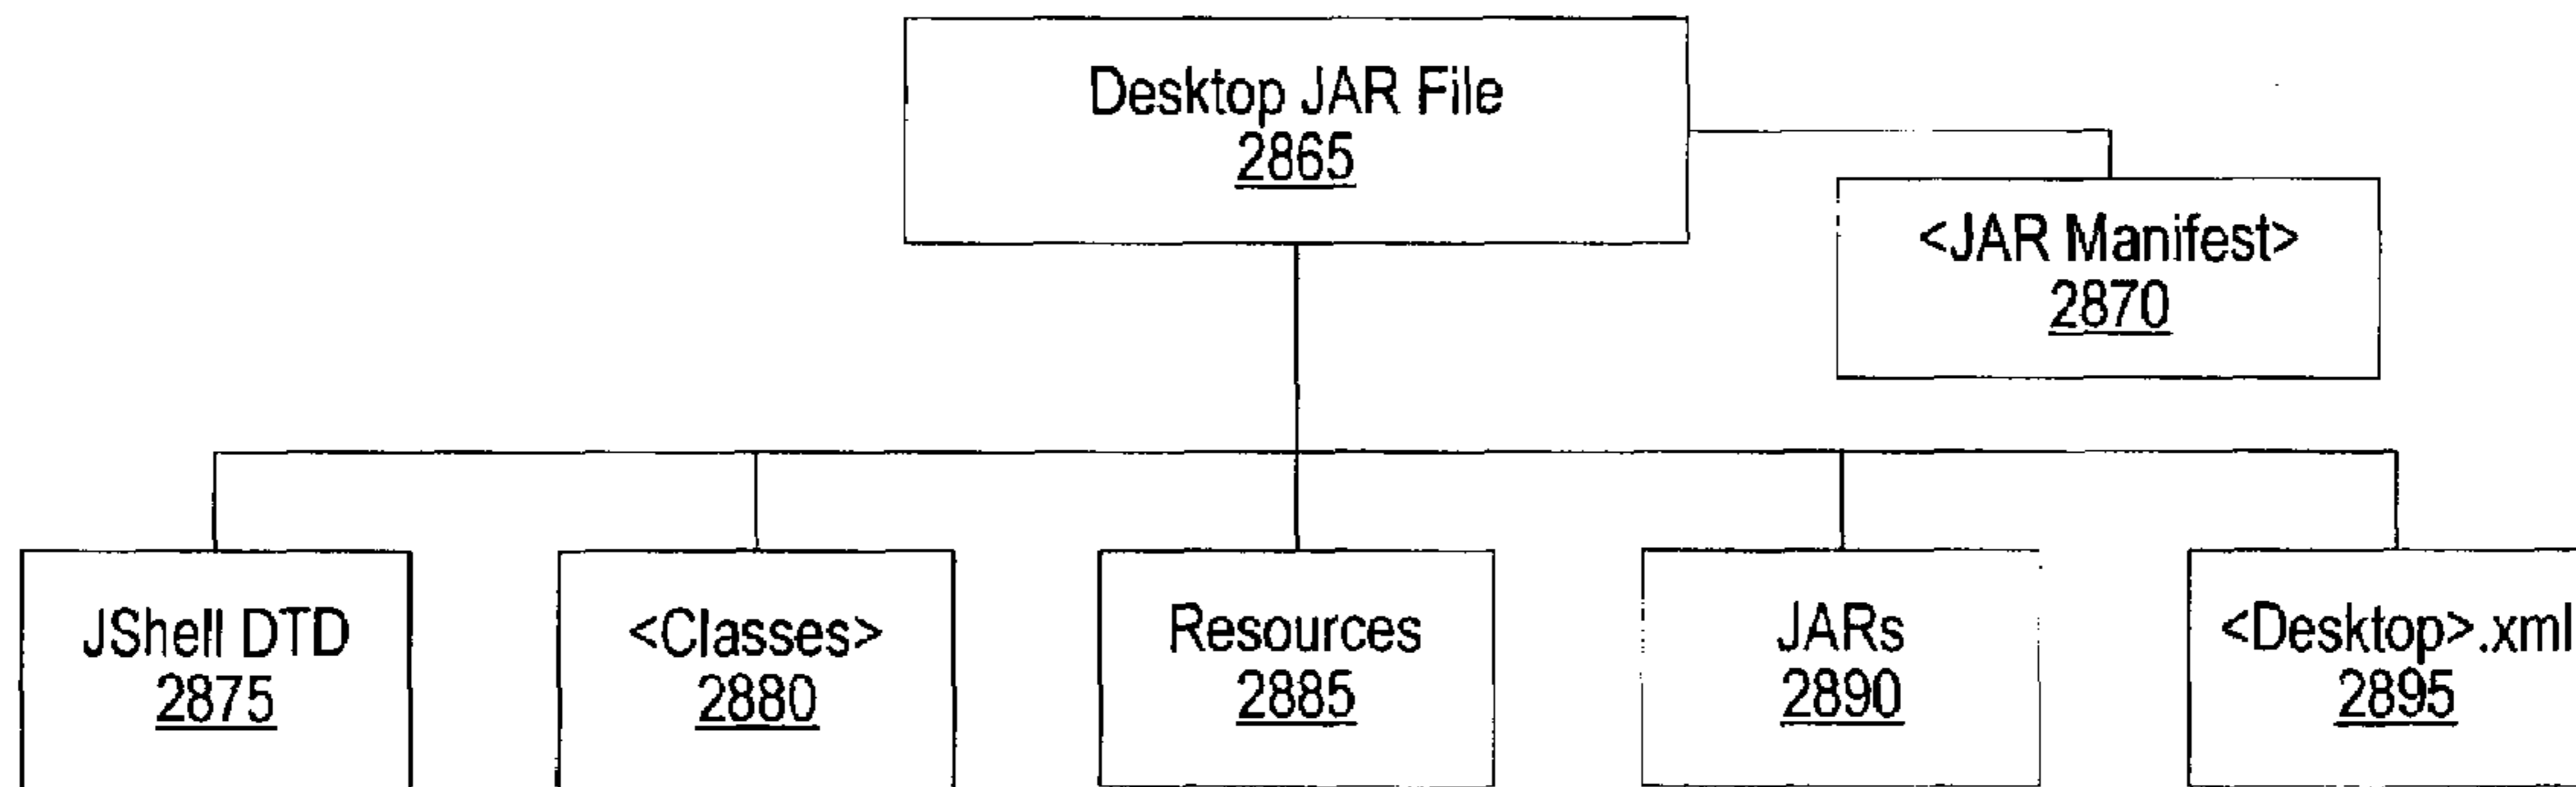 Desktop JAR File
2865
<JAR Manifest>
2870
JShell DTD
2875
<Classes>
2880
Resources
2885
JARs
2890
<Desktop>.xml
2895